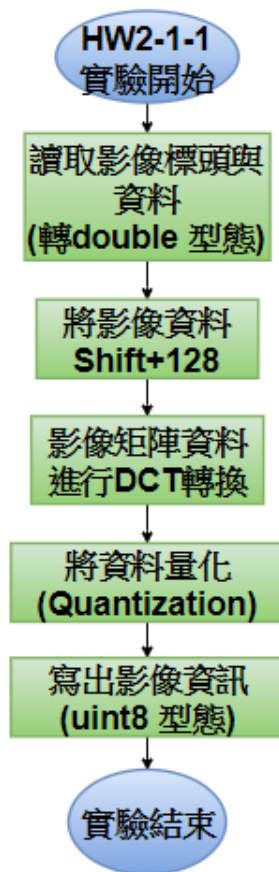 HW2-1-1
實驗開始
讀取影像標頭與
資料
(轉double 型態)
將影像資料
Shift+128
影像矩陣資料
進行DCT轉換
將資料量化
(Quantization)
寫出影像資訊
(uint8 型態)
實驗結束